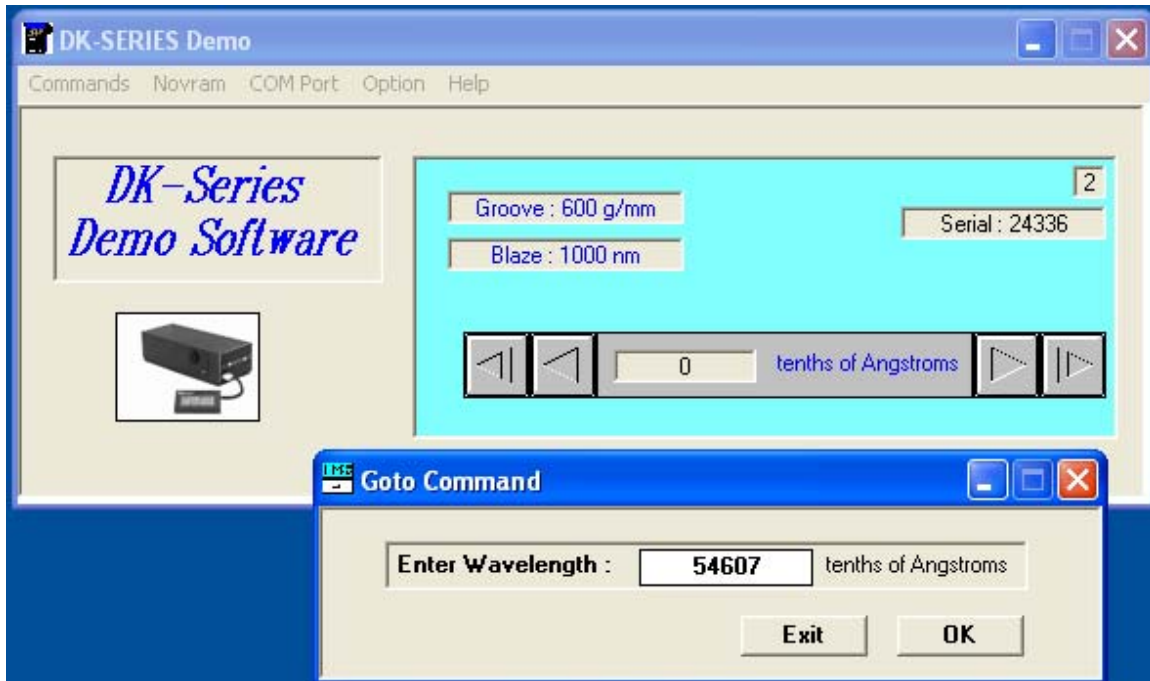 DK-SERIES Demo
Commands Novram COM Port Option Help
DK-Series
Demo Software
2
Groove : 600 g/mm
Serial : 24336
Blaze : 1000 nm
0 tenths of Angstroms
Goto Command
Enter Wavelength : 54607 tenths of Angstroms
Exit OK